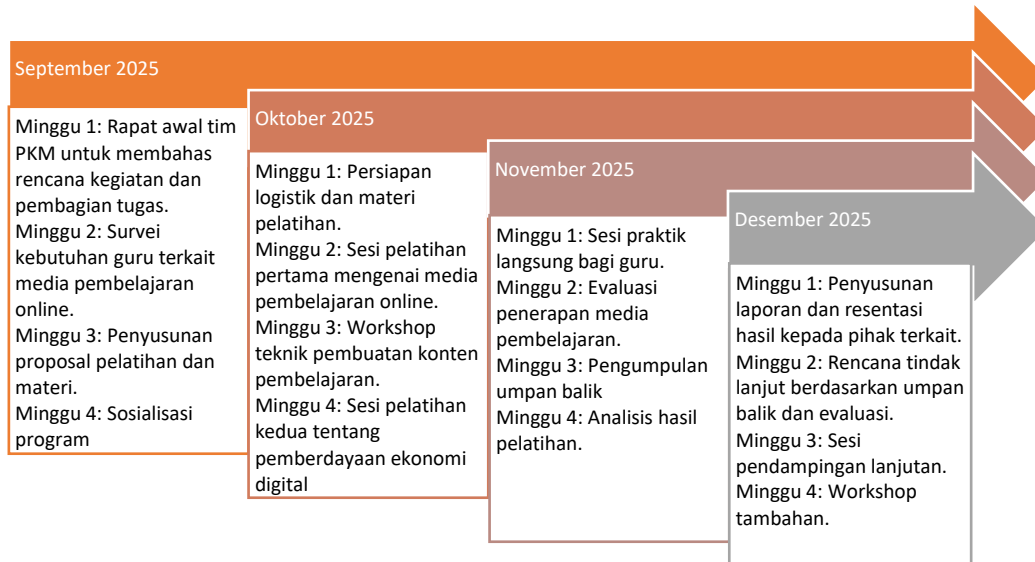 September 2025
Minggu 1: Rapat awal tim
PKM untuk membahas
rencana kegiatan dan
pembagian tugas.
Minggu 2: Survei
kebutuhan guru terkait
media pembelajaran
online.
Minggu 3: Penyusunan
proposal pelatihan dan
materi.
Minggu 4: Sosialisasi
program
Oktober 2025
Minggu 1: Persiapan
logistik dan materi
pelatihan.
Minggu 2: Sesi pelatihan
pertama mengenai media
pembelajaran online.
Minggu 3: Workshop
teknik pembuatan konten
pembelajaran.
Minggu 4: Sesi pelatihan
kedua tentang
pemberdayaan ekonomi
digital
November 2025
Minggu 1: Sesi praktik
langsung bagi guru.
Minggu 2: Evaluasi
penerapan media
pembelajaran.
Minggu 3: Pengumpulan
umpan balik
Minggu 4: Analisis hasil
pelatihan.
Desember 2025
Minggu 1: Penyusunan
laporan dan resentasi
hasil kepada pihak terkait.
Minggu 2: Rencana tindak
lanjut berdasarkan umpan
balik dan evaluasi.
Minggu 3: Sesi
pendampingan lanjutan.
Minggu 4: Workshop
tambahan.